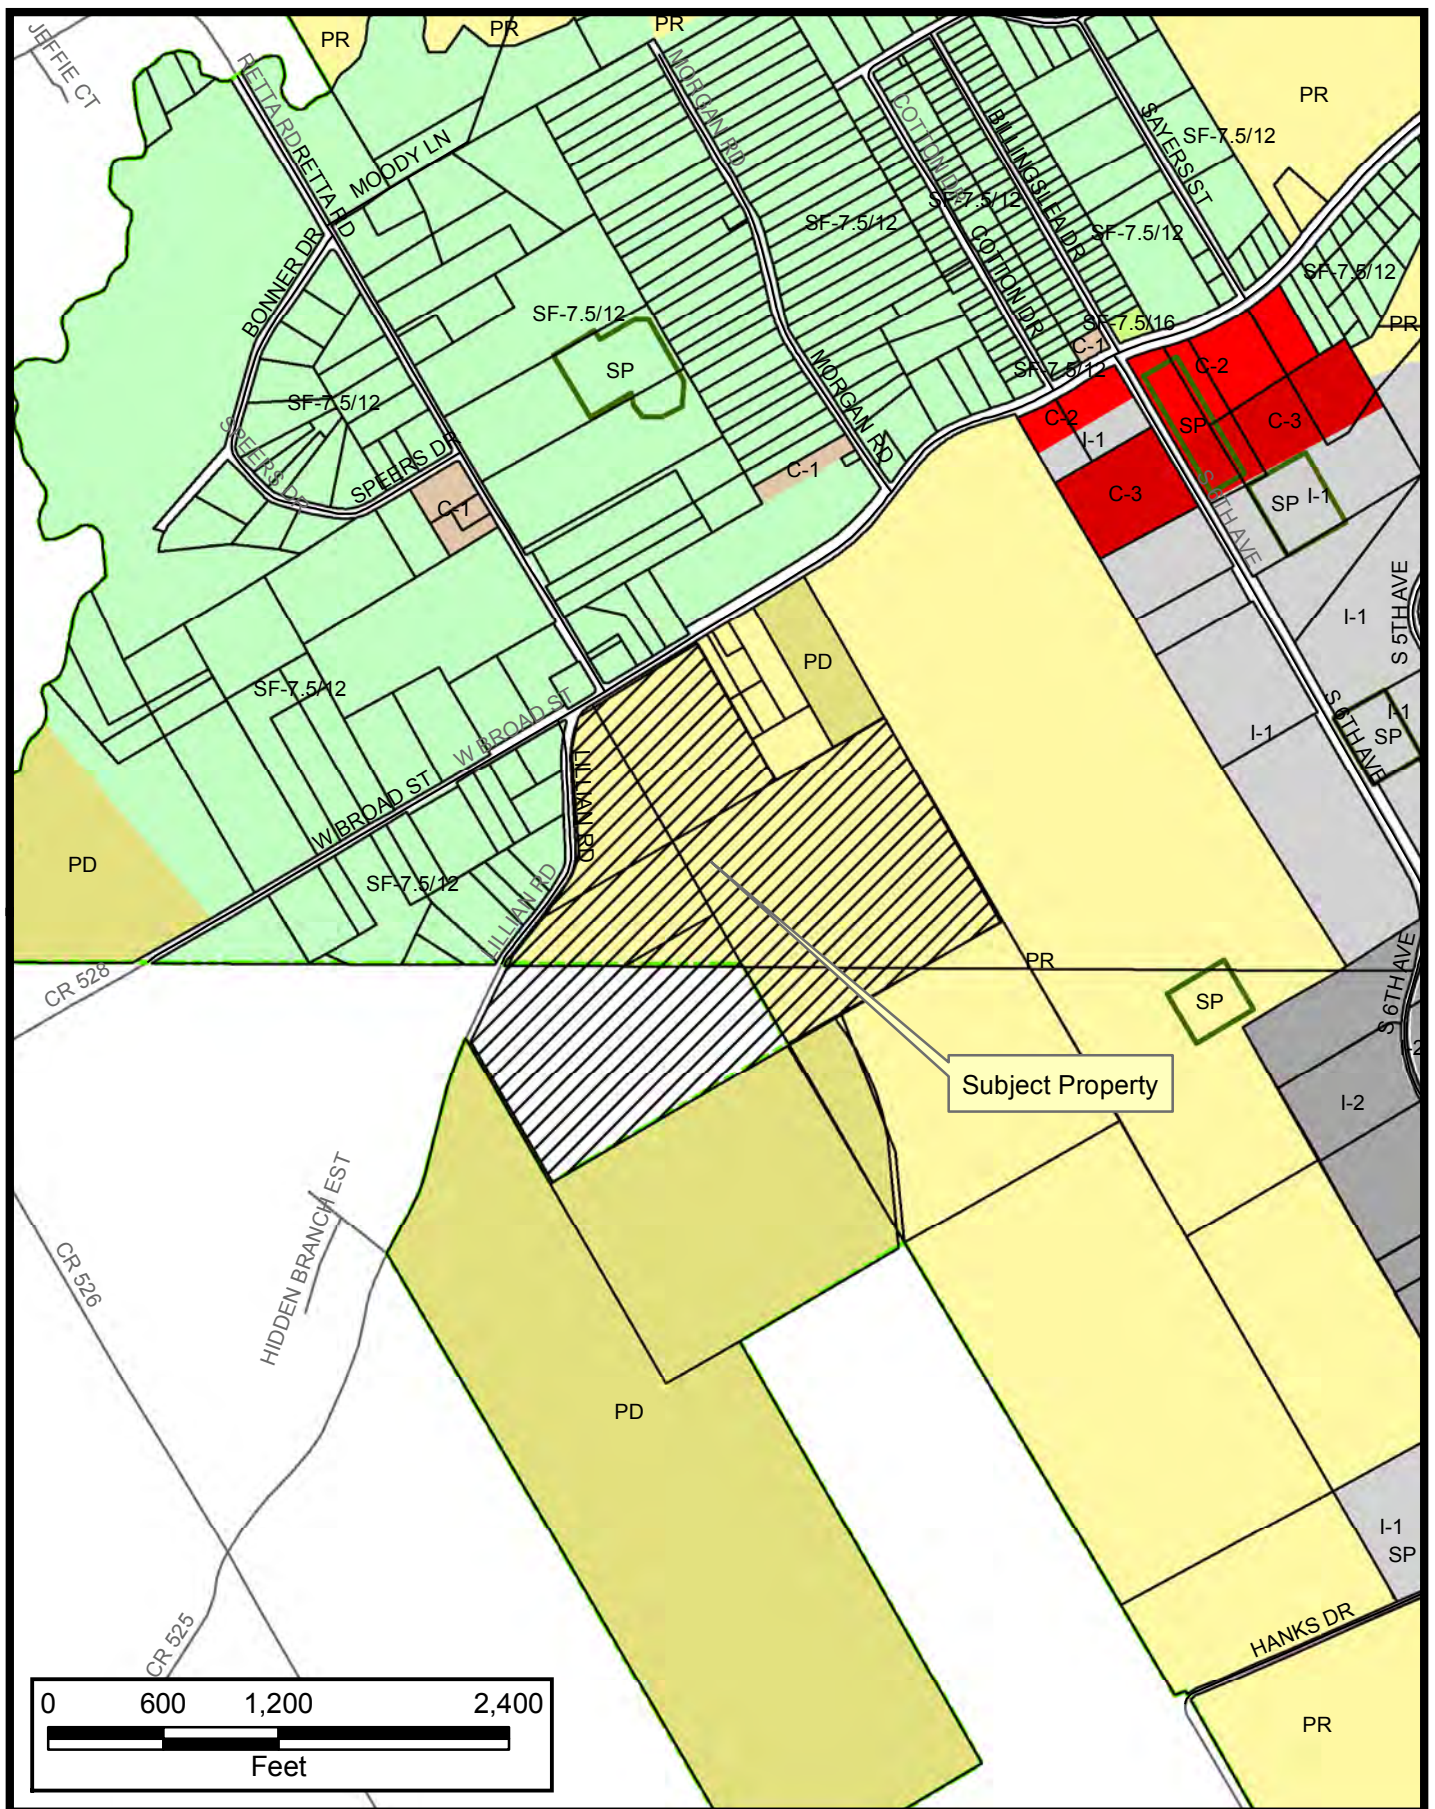 JEFFIE CT
PR
PR
PR
RETTA RD
RETTA RD
MOODY LN
MORGAN RD
COTTON DR
BILLINGSLEA DR
SAYERS ST
PR
SF-7.5/12
SF-7.5/12
SF-7.5/12
SF-7.5/12
SF-7.5/12
BONNER DR
COTTON DR
SF-7.5/12
SF-7.5/16
PR
C-1
SP
SF-7.5/12
C-2
MORGAN RD
SF-7.5/12
SPEERS DR
SPEERS DR
C-2
I-1
SP
C-3
C-1
C-1
C-3
SP
I-1
S 6TH AVE
S 5TH AVE
I-1
PD
SF-7.5/12
W BROAD ST
S 6TH AVE
I-1
SP
I-1
LILLIAN RD
W BROAD ST
PD
SF-7.5/12
LILLIAN RD
CR 528
PR
S 6TH AVE
SP
I-2
Subject Property
I-2
HIDDEN BRANCH EST
CR 526
PD
I-1
SP
CR 525
HANKS DR
PR
0 600 1,200 2,400
Feet